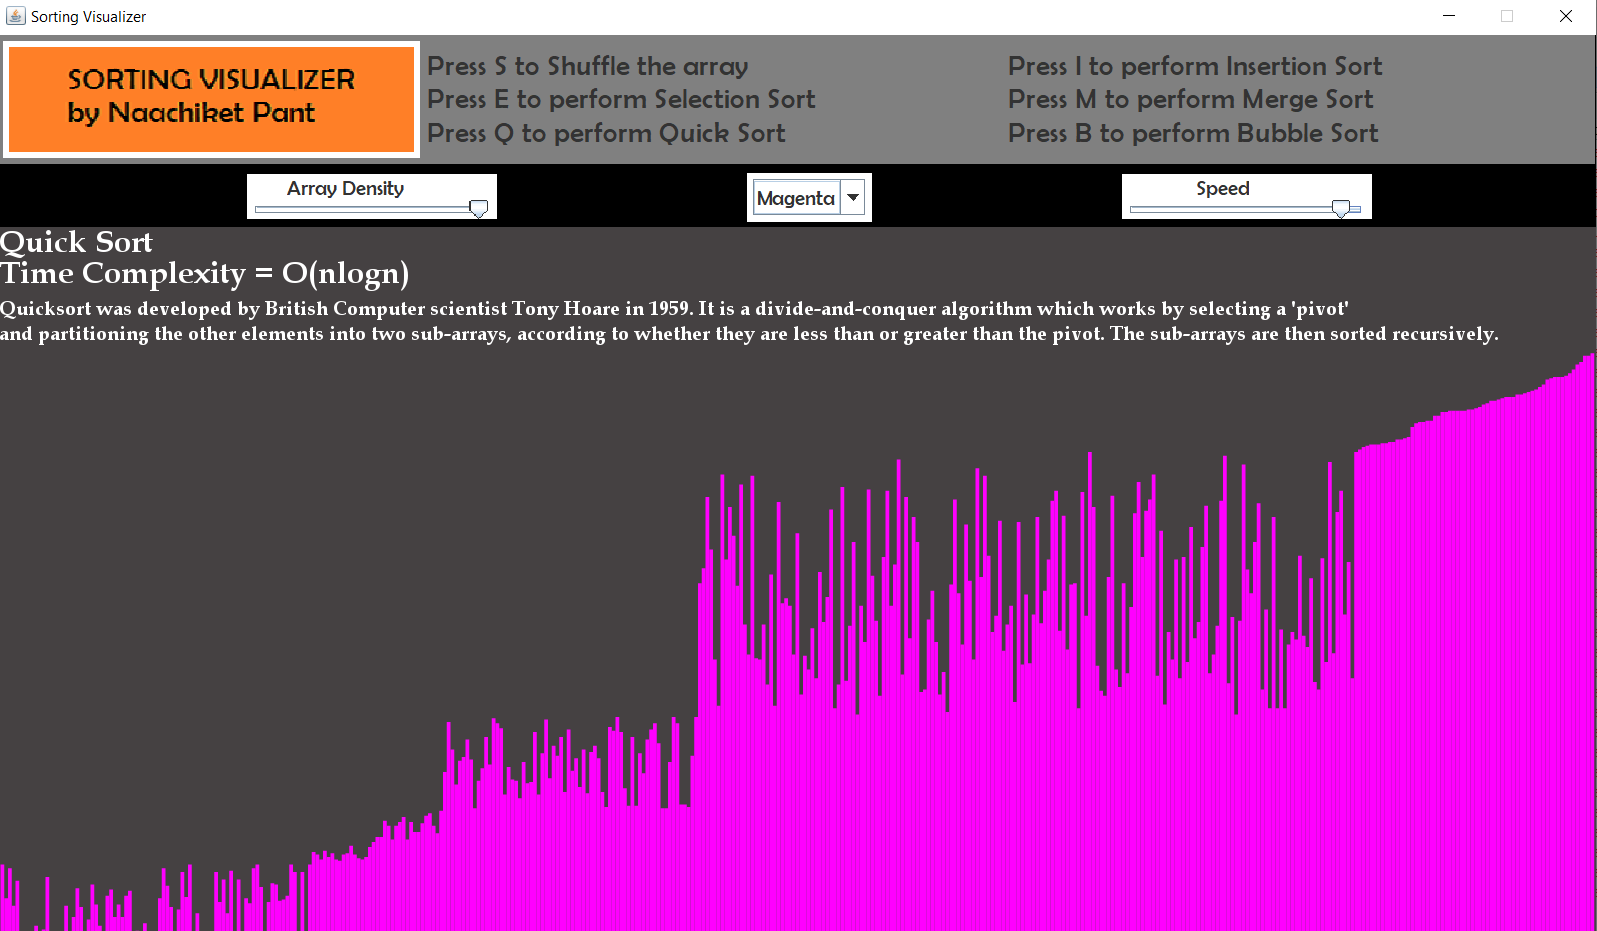 Sorting Visualizer
SORTING VISUALIZER
by Naachiket Pant
Press S to Shuffle the array
Press E to perform Selection Sort
Press Q to perform Quick Sort
Press I to perform Insertion Sort
Press M to perform Merge Sort
Press B to perform Bubble Sort
Array Density
Magenta
Speed
Quick Sort
Time Complexity = O(nlogn)
Quicksort was developed by British Computer scientist Tony Hoare in 1959. It is a divide-and-conquer algorithm which works by selecting a 'pivot'
and partitioning the other elements into two sub-arrays, according to whether they are less than or greater than the pivot. The sub-arrays are then sorted recursively.